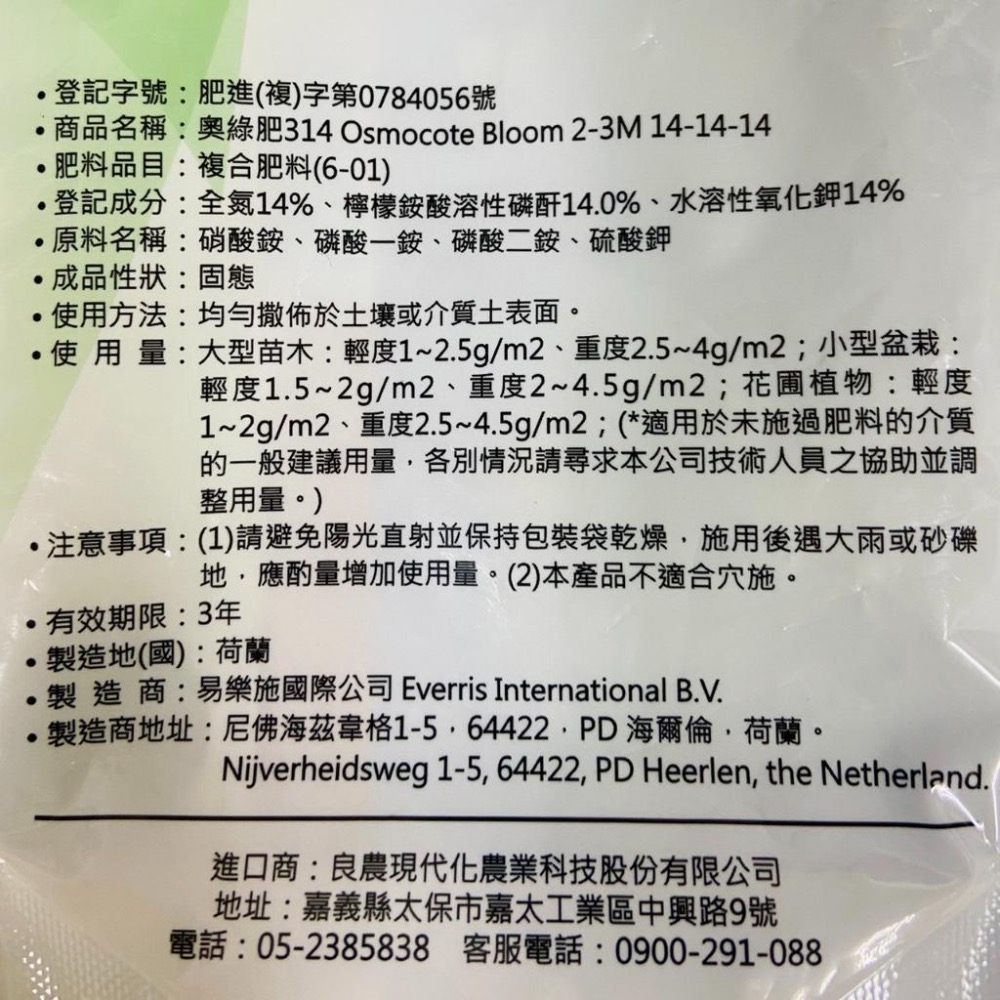 •登記字號：肥進(複)字第0784056號
•商品名稱：奧綠肥314 Osmocote Bloom 2-3M 14-14-14
•肥料品目：複合肥料(6-01)
•登記成分：全氮14%、檸檬銨酸溶性磷酐14.0%、水溶性氧化鉀14%
•原料名稱：硝酸銨、磷酸一銨、磷酸二銨、硫酸鉀
•成品性狀：固態
•使用方法：均勻撒佈於土壤或介質土表面。
•使 用 量：大型苗木：輕度1~2.5g/m2、重度2.5~4g/m2；小型盆栽：
輕度1.5~2g/m2、重度2~4.5g/m2；花圃植物：輕度
1~2g/m2、重度2.5~4.5g/m2；(*適用於未施過肥料的介質
的一般建議用量，各別情況請尋求本公司技術人員之協助並調
整用量。)
•注意事項：(1)請避免陽光直射並保持包裝袋乾燥，施用後遇大雨或砂礫
地，應酌量增加使用量。(2)本產品不適合穴施。
•有效期限：3年
•製造地(國)：荷蘭
•製 造 商：易樂施國際公司 Everris International B.V.
•製造商地址：尼佛海茲韋格1-5，64422，PD 海爾倫，荷蘭。
Nijverheidsweg 1-5, 64422, PD Heerlen, the Netherland.
進口商：良農現代化農業科技股份有限公司
地址：嘉義縣太保市嘉太工業區中興路9號
電話：05-2385838 客服電話：0900-291-088